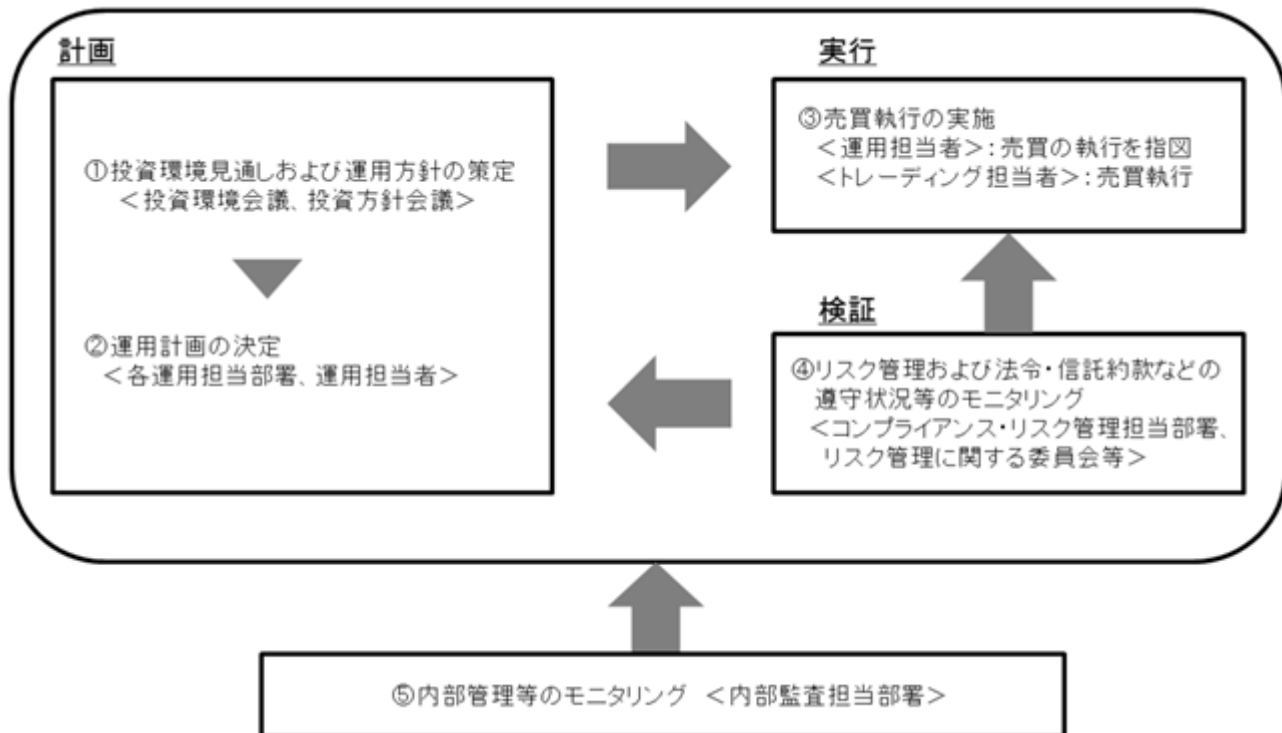 計画
①投資環境見通しおよび運用方針の策定
＜投資環境会議、投資方針会議＞
②運用計画の決定
＜各運用担当部署、運用担当者＞
実行
③売買執行の実施
＜運用担当者＞：売買の執行を指図
＜トレーディング担当者＞：売買執行
検証
④リスク管理および法令・信託約款などの
遵守状況等のモニタリング
＜コンプライアンス・リスク管理担当部署、
リスク管理に関する委員会等＞
⑤内部管理等のモニタリング ＜内部監査担当部署＞